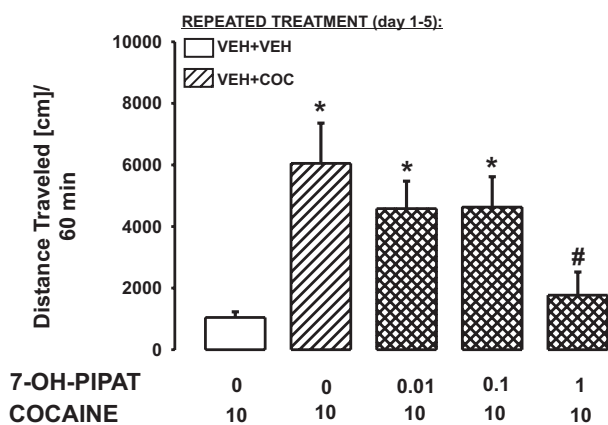 REPEATED TREATMENT (day 1-5):
VEH+VEH
VEH+COC
Distance Traveled [cm]/
60 min
10000
8000
6000
4000
2000
0
*
*
*
#
7-OH-PIPAT 0 0 0.01 0.1 1
COCAINE 10 10 10 10 10